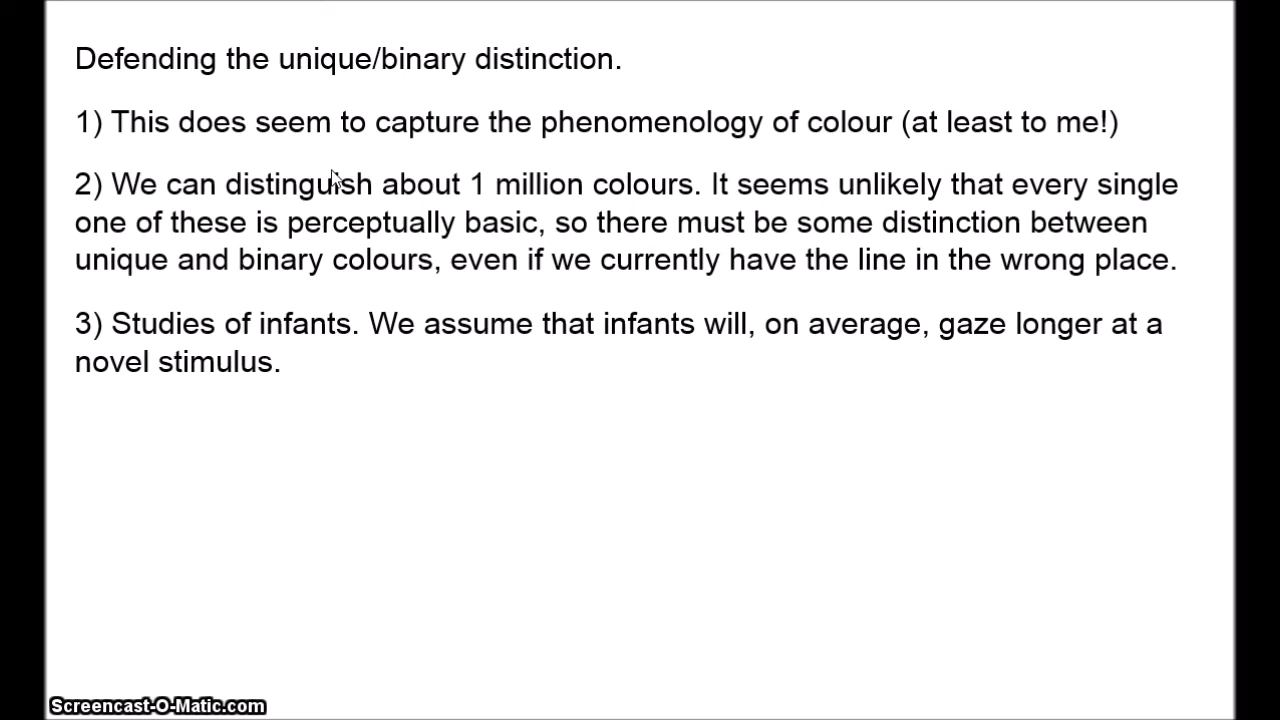 Defending the unique/binary distinction.
1) This does seem to capture the phenomenology of colour (at least to me!)
2) We can distinguish about 1 million colours. It seems unlikely that every single
one of these is perceptually basic, so there must be some distinction between
unique and binary colours, even if we currently have the line in the wrong place.
3) Studies of infants. We assume that infants will, on average, gaze longer at a
novel stimulus.
Screencast-O-Matic.com